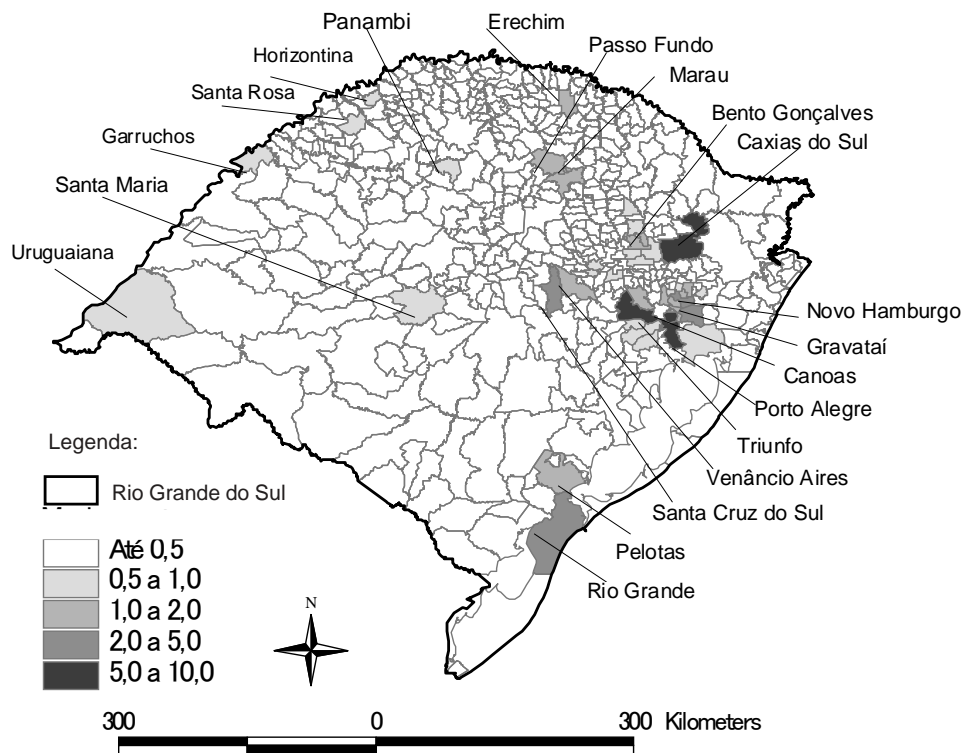 Panambi
Erechim
Passo Fundo
Horizontina
Marau
Santa Rosa
Bento Gonçalves
Garruchos
Caxias do Sul
Santa Maria
Uruguaiana
Novo Hamburgo
Gravataí
Canoas
Porto Alegre
Triunfo
Venâncio Aires
Santa Cruz do Sul
Pelotas
Rio Grande
Legenda:
Rio Grande do Sul
Até 0,5
0,5 a 1,0
1,0 a 2,0
2,0 a 5,0
5,0 a 10,0
N
300 0 300 Kilometers